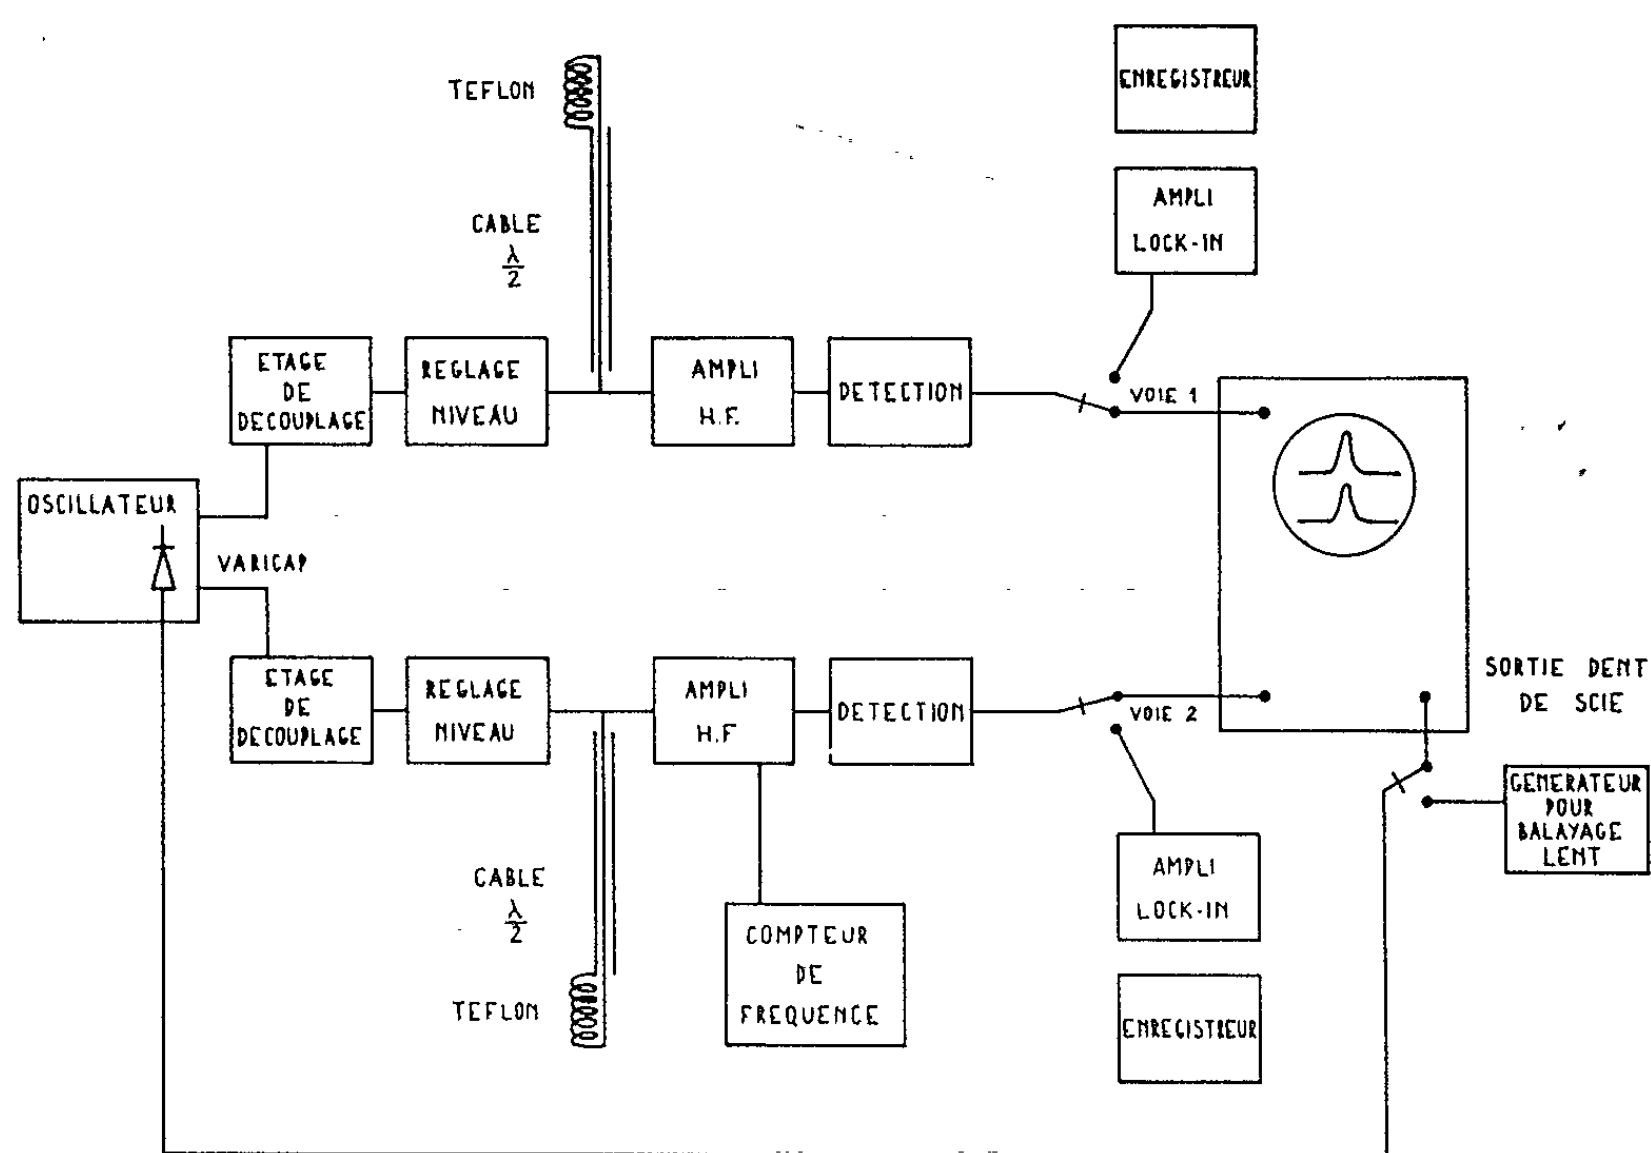 ENREGISTREUR
TEFLON
AMPLI
LOCK-IN
CABLE
λ
2
ETAGE
DE
DECOUPLAGE
REGLAGE
NIVEAU
AMPLI
H.F.
DETECTION
VOIE 1
OSCILLATEUR
VARICAP
ETAGE
DE
DECOUPLAGE
REGLAGE
NIVEAU
AMPLI
H.F
DETECTION
VOIE 2
SORTIE DENT
DE SCIE
GENERATEUR
POUR
BALAYAGE
LENT
CABLE
λ
2
AMPLI
LOCK-IN
COMPTEUR
DE
FREQUENCE
TEFLON
ENREGISTREUR